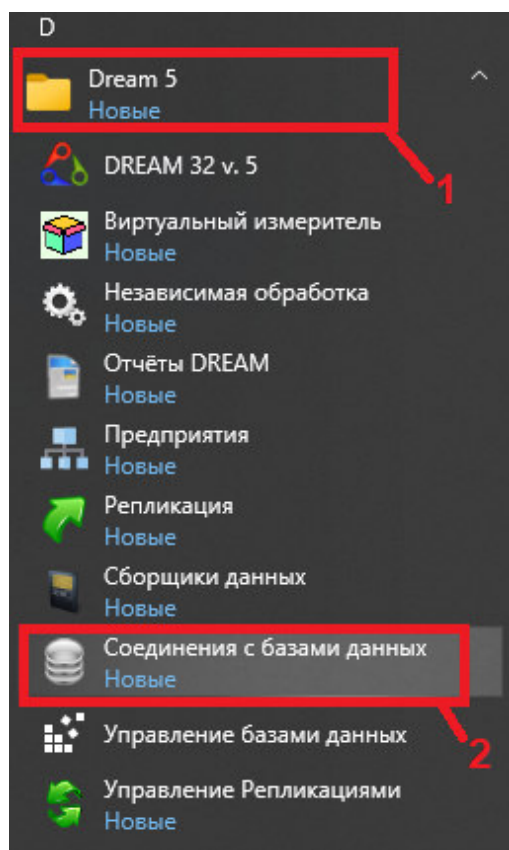 D
Dream 5
Новые
1
DREAM 32 v. 5
Виртуальный измеритель
Новые
Независимая обработка
Новые
Отчёты DREAM
Новые
Предприятия
Новые
Репликация
Новые
Сборщики данных
Новые
Соединения с базами данных
Новые
2
Управление базами данных
Управление Репликациями
Новые